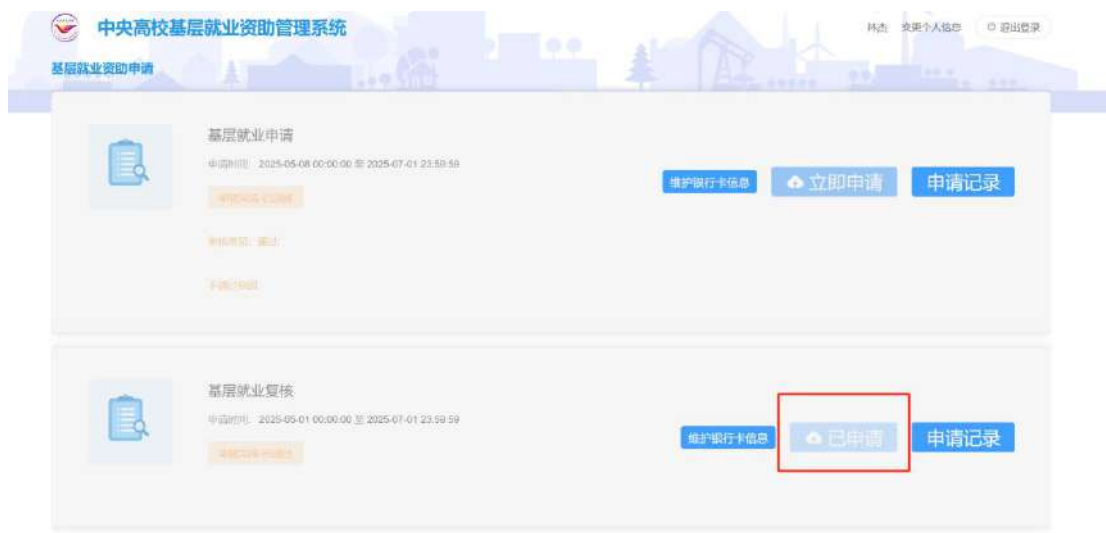 中央高校基层就业资助管理系统
变更个人信息 退出登录
基层就业资助申请
基层就业申请
申请时间: 2025-05-08 00:00:00 至 2025-07-01 23:59:59
维护银行卡信息 立即申请 申请记录
基层就业复核
申请时间: 2025-05-01 00:00:00 至 2025-07-01 23:59:59
维护银行卡信息 已申请 申请记录